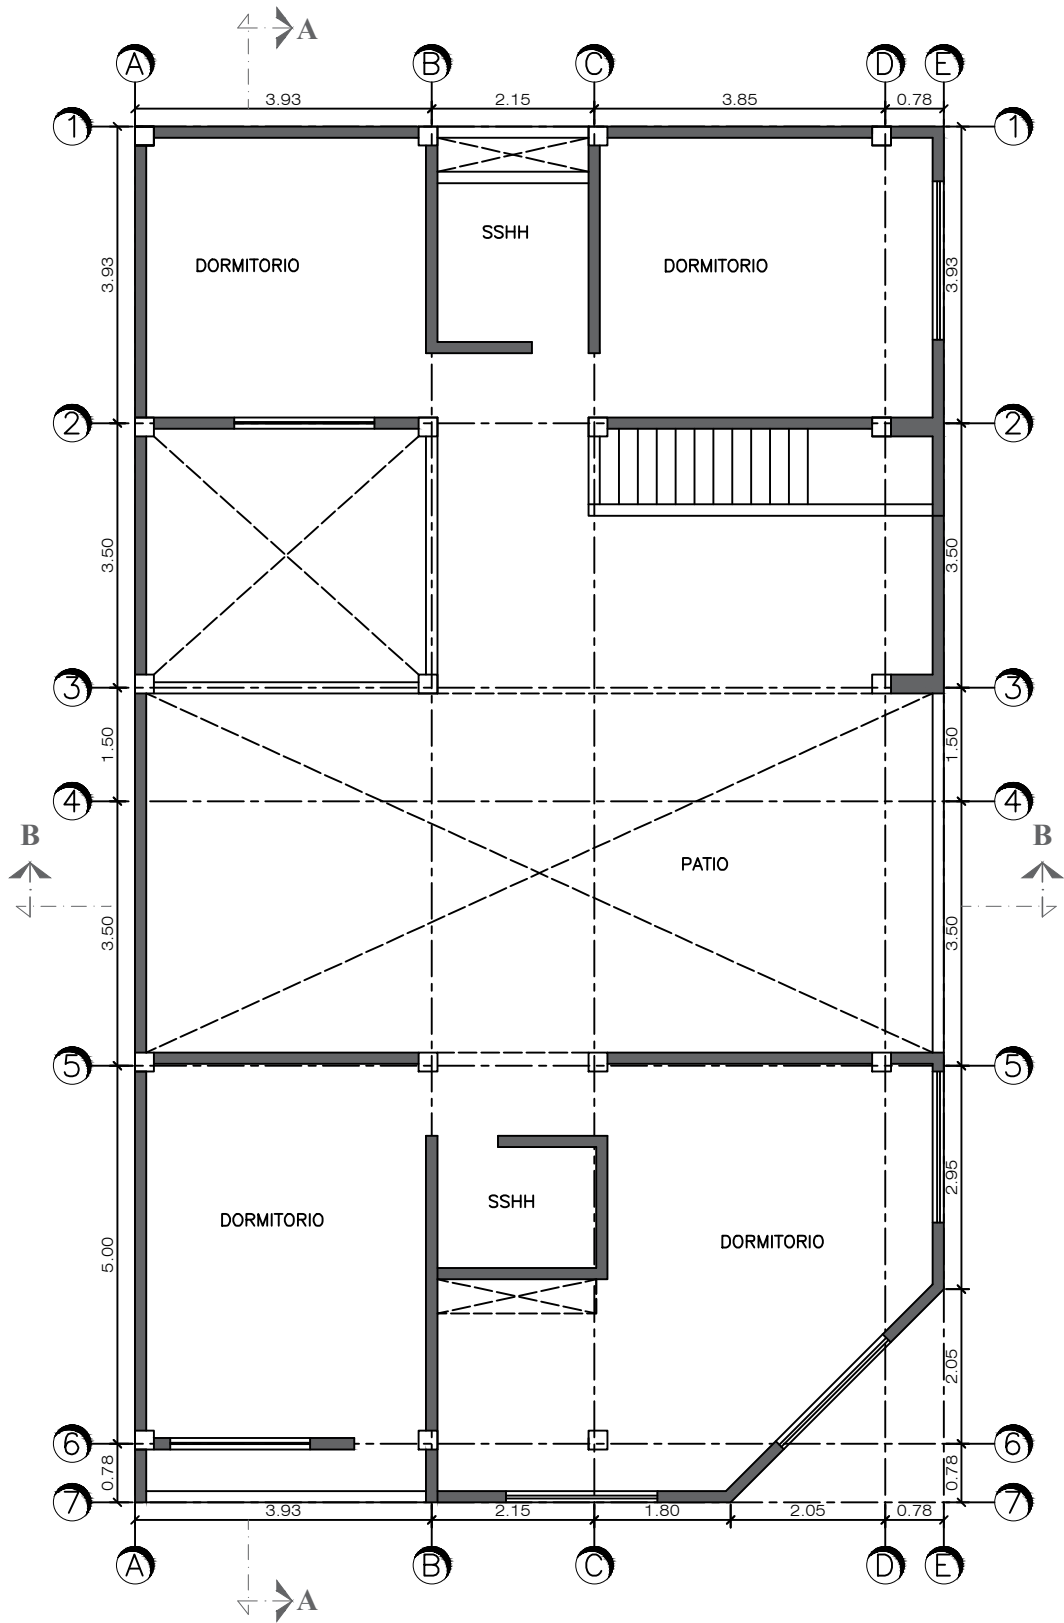 A
A B C D E
3.93 2.15 3.85 0.78
1 1
SSHH
DORMITORIO DORMITORIO
3.93 3.93
2 2
3.50 3.50
3 3
1.50 1.50
4 4
B B
PATIO
3.50 3.50
5 5
2.95
SSHH
DORMITORIO DORMITORIO
5.00
2.05
6 6
0.78 0.78
7 7
3.93 2.15 1.80 2.05 0.78
A B C D E
A